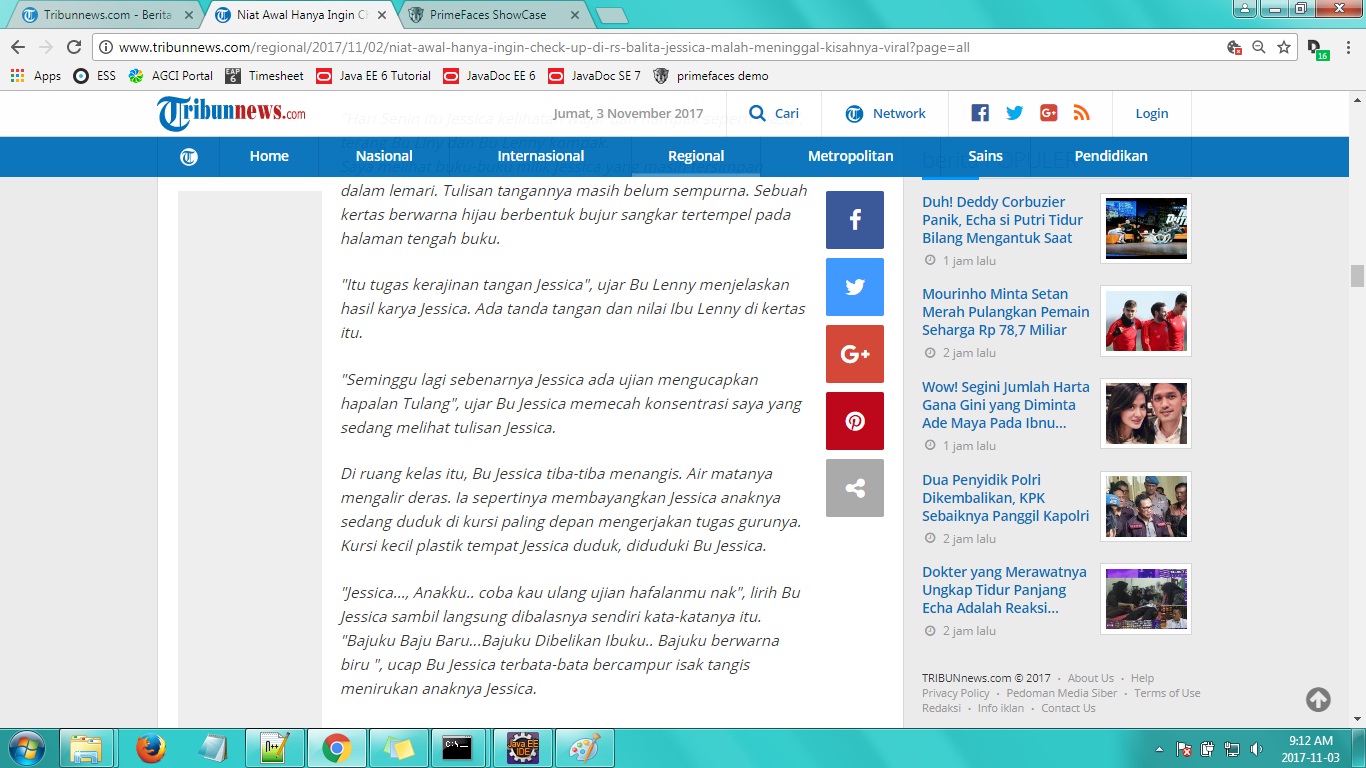 Tribunnews.com - Berita
Niat Awal Hanya Ingin Ch
PrimeFaces ShowCase
www.tribunnews.com/regional/2017/11/02/niat-awal-hanya-ingin-check-up-di-rs-balita-jessica-malah-meninggal-kisahnya-viral?page=all
16
Apps
ESS
AGCI Portal
EAP 6
Timesheet
Java EE 6 Tutorial
JavaDoc EE 6
JavaDoc SE 7
primefaces demo
Tribunnews.com
Jumat, 3 November 2017
Cari
Network
Login
Home
Nasional
Internasional
Regional
Metropolitan
Sains
Pendidikan
"Hari Senin itu Jessica
dalam lemari. Tulisan tangannya masih belum sempurna. Sebuah
kertas berwarna hijau berbentuk bujur sangkar tertempel pada
halaman tengah buku.
"Itu tugas kerajinan tangan Jessica", ujar Bu Lenny menjelaskan
hasil karya Jessica. Ada tanda tangan dan nilai Ibu Lenny di kertas
itu.
"Seminggu lagi sebenarnya Jessica ada ujian mengucapkan
hapalan Tulang", ujar Bu Jessica memecah konsentrasi saya yang
sedang melihat tulisan Jessica.
Di ruang kelas itu, Bu Jessica tiba-tiba menangis. Air matanya
mengalir deras. Ia sepertinya membayangkan Jessica anaknya
sedang duduk di kursi paling depan mengerjakan tugas gurunya.
Kursi kecil plastik tempat Jessica duduk, diduduki Bu Jessica.
"Jessica..., Anakku.. coba kau ulang ujian hafalanmu nak", lirih Bu
Jessica sambil langsung dibalasnya sendiri kata-katanya itu.
"Bajuku Baju Baru...Bajuku Dibelikan Ibuku.. Bajuku berwarna
biru ", ucap Bu Jessica terbata-bata bercampur isak tangis
menirukan anaknya Jessica.
G+
Duh! Deddy Corbuzier
Panik, Echa si Putri Tidur
Bilang Mengantuk Saat
1 jam lalu
Mourinho Minta Setan
Merah Pulangkan Pemain
Seharga Rp 78,7 Miliar
2 jam lalu
Wow! Segini Jumlah Harta
Gana Gini yang Diminta
Ade Maya Pada Ibnu...
1 jam lalu
Dua Penyidik Polri
Dikembalikan, KPK
Sebaiknya Panggil Kapolri
2 jam lalu
Dokter yang Merawatnya
Ungkap Tidur Panjang
Echa Adalah Reaksi...
2 jam lalu
TRIBUNnews.com © 2017 • About Us • Help
Privacy Policy • Pedoman Media Siber • Terms of Use
Redaksi • Info iklan • Contact Us
Java EE
IDE
9:12 AM
2017-11-03